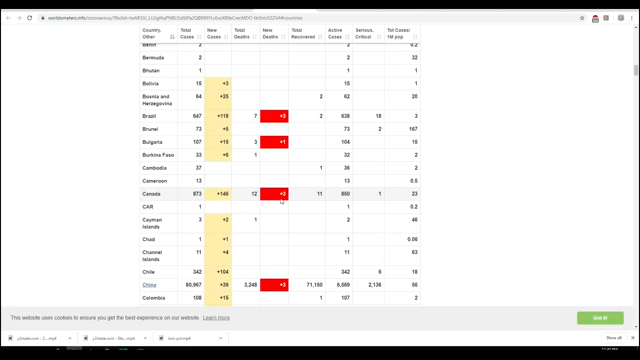 Country, Other Total Cases New Cases Total Deaths New Deaths Total Recovered Active Cases Serious, Critical Tot Cases/ 1M pop
Benin 2 2
Bermuda 2 2 32
Bhutan 1 1 1
Bolivia 15 +3 15 1
Bosnia and Herzegovina 64 +25 2 62 20
Brazil 647 +118 7 +3 2 638 18 3
Brunei 73 +5 73 2 167
Bulgaria 107 +15 3 +1 104 15
Burkina Faso 33 +6 1 32 2
Cambodia 37 1 36 2
Cameroon 13 13 0.5
Canada 873 +146 12 +3 11 850 1 23
CAR 1 1 0.2
Cayman Islands 3 +2 1 2 46
Chad 1 +1 1 0.06
Channel Islands 11 +4 11 63
Chile 342 +104 342 6 18
China 80,967 +39 3,248 +3 71,150 6,569 2,136 56
Colombia 108 +15 1 107 2
This website uses cookies to ensure you get the best experience on our website. Learn more
Got it!
Show all